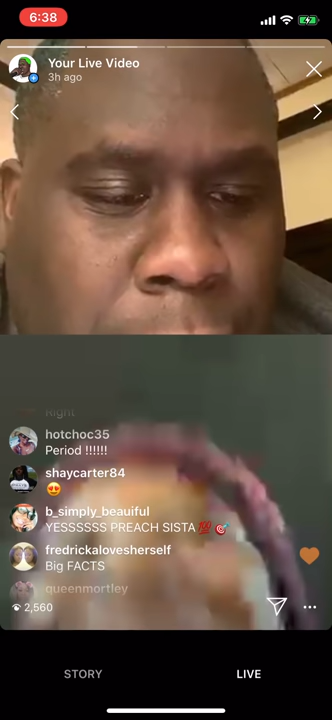 6:38
Your Live Video
3h ago
Right
hotchoc35
Period !!!!!!
shaycarter84
😍
b_simply_beauiful
YESSSSSS PREACH SISTA 💯 🎯
fredrickalovesherself
Big FACTS
queenmortley
2,560
STORY
LIVE